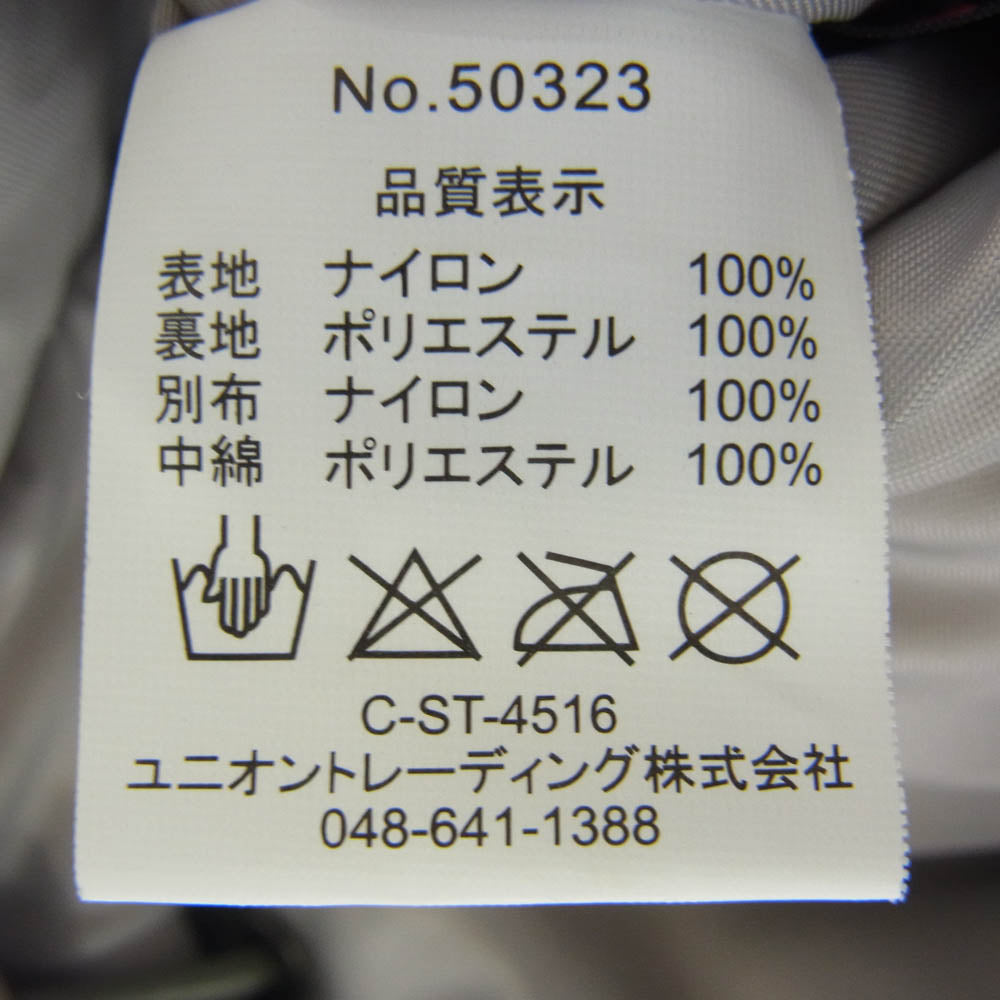 No.50323
品質表示
表地 ナイロン 100%
裏地 ポリエステル 100%
別布 ナイロン 100%
中綿 ポリエステル 100%
C-ST-4516
ユニオントレーディング株式会社
048-641-1388